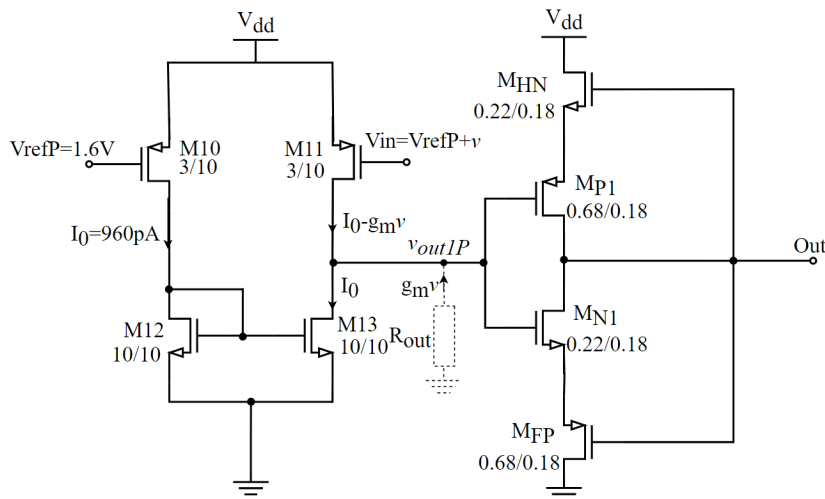 Vdd
Vdd
MHN
0.22/0.18
VrefP=1.6V
M10
3/10
M11
3/10
Vin=VrefP+v
MP1
0.68/0.18
I0=960pA
I0-gmv
vout1P
Out
I0
gmv
M12
10/10
M13
10/10
Rout
MN1
0.22/0.18
MFP
0.68/0.18